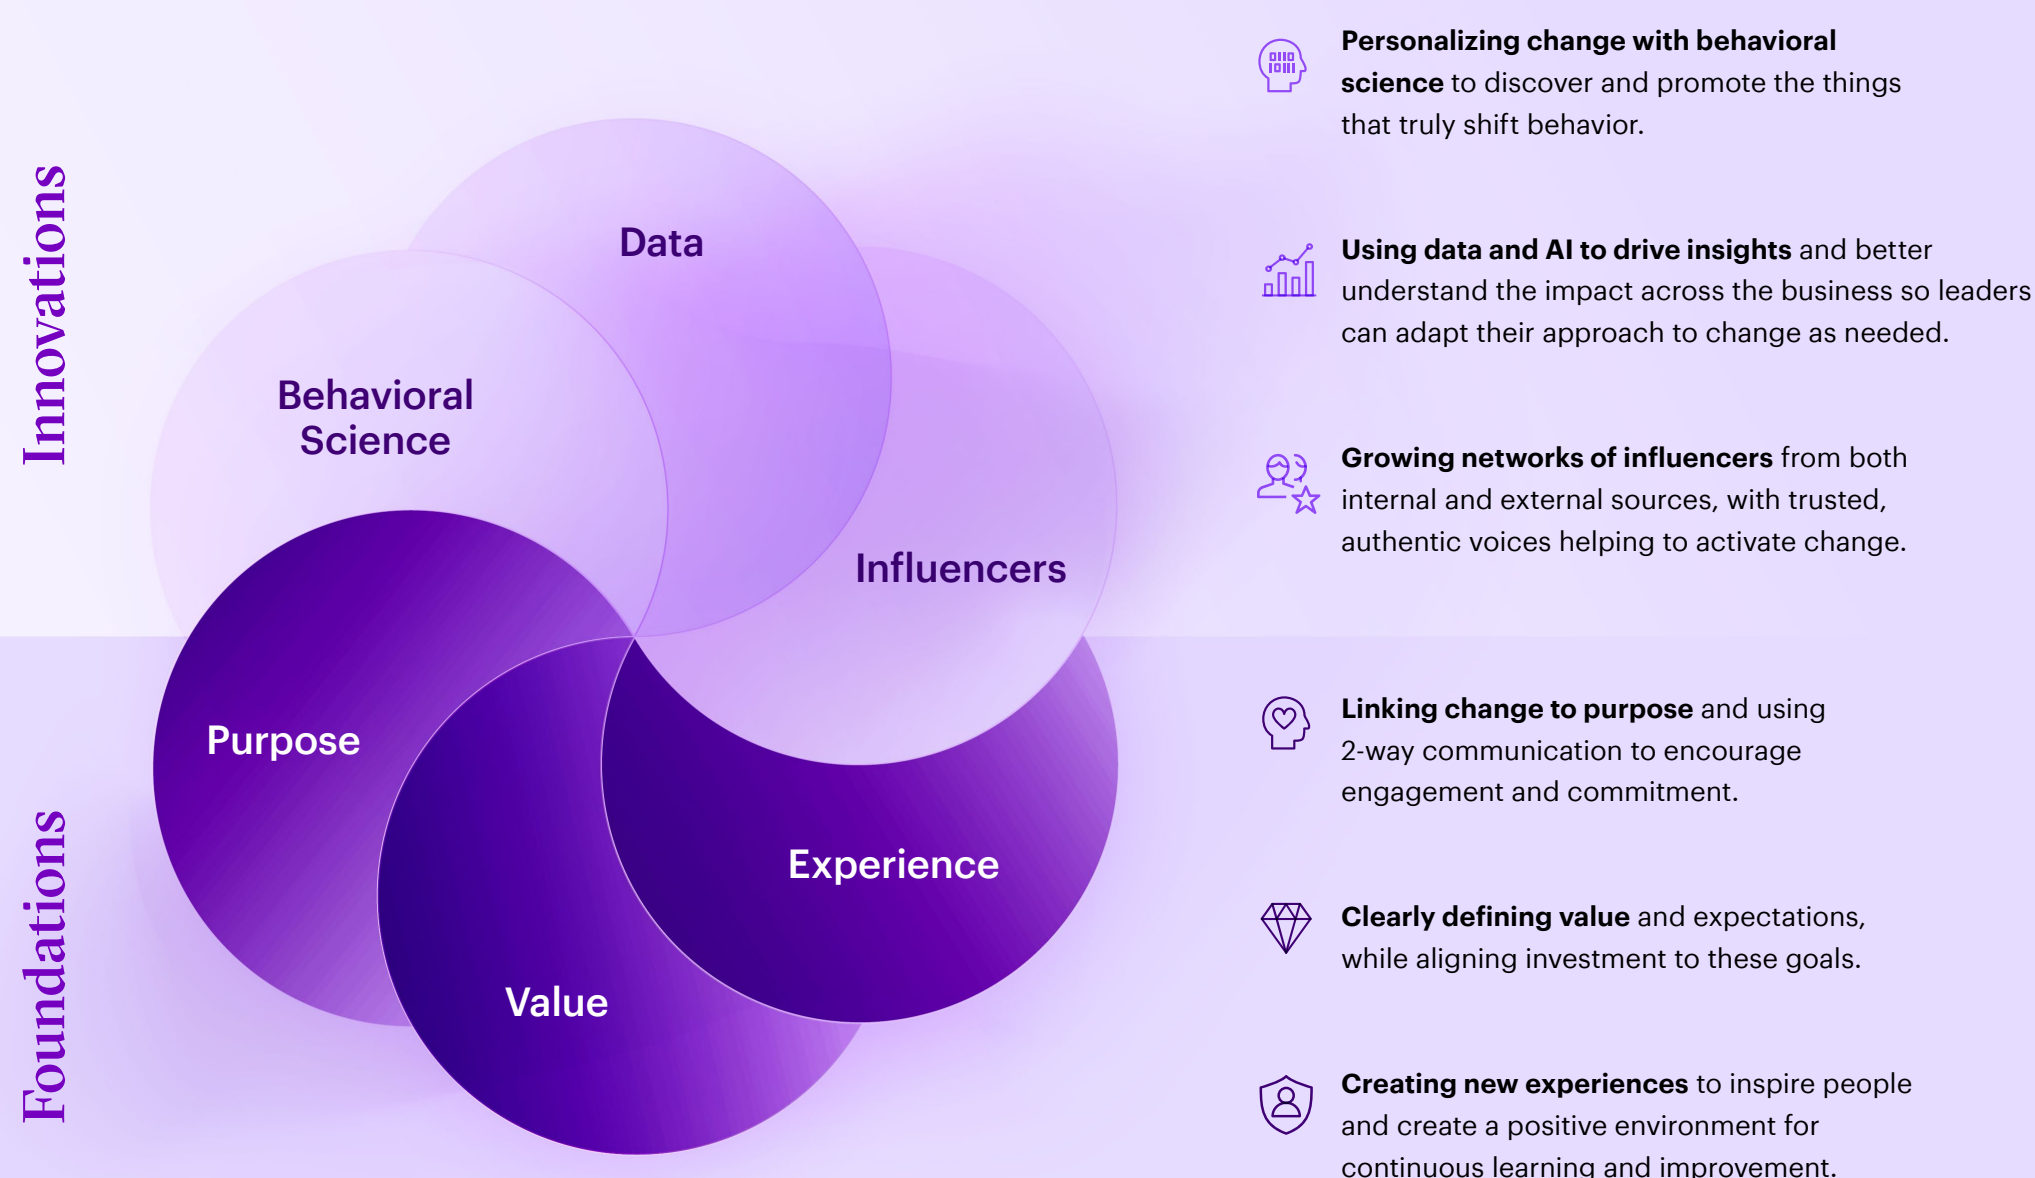 Innovations
Data
Behavioral
Science
Influencers
Personalizing change with behavioral
science to discover and promote the things
that truly shift behavior.
Using data and AI to drive insights and better
understand the impact across the business so leaders
can adapt their approach to change as needed.
Growing networks of influencers from both
internal and external sources, with trusted,
authentic voices helping to activate change.
Foundations
Purpose
Experience
Value
Linking change to purpose and using
2-way communication to encourage
engagement and commitment.
Clearly defining value and expectations,
while aligning investment to these goals.
Creating new experiences to inspire people
and create a positive environment for
continuous learning and improvement.